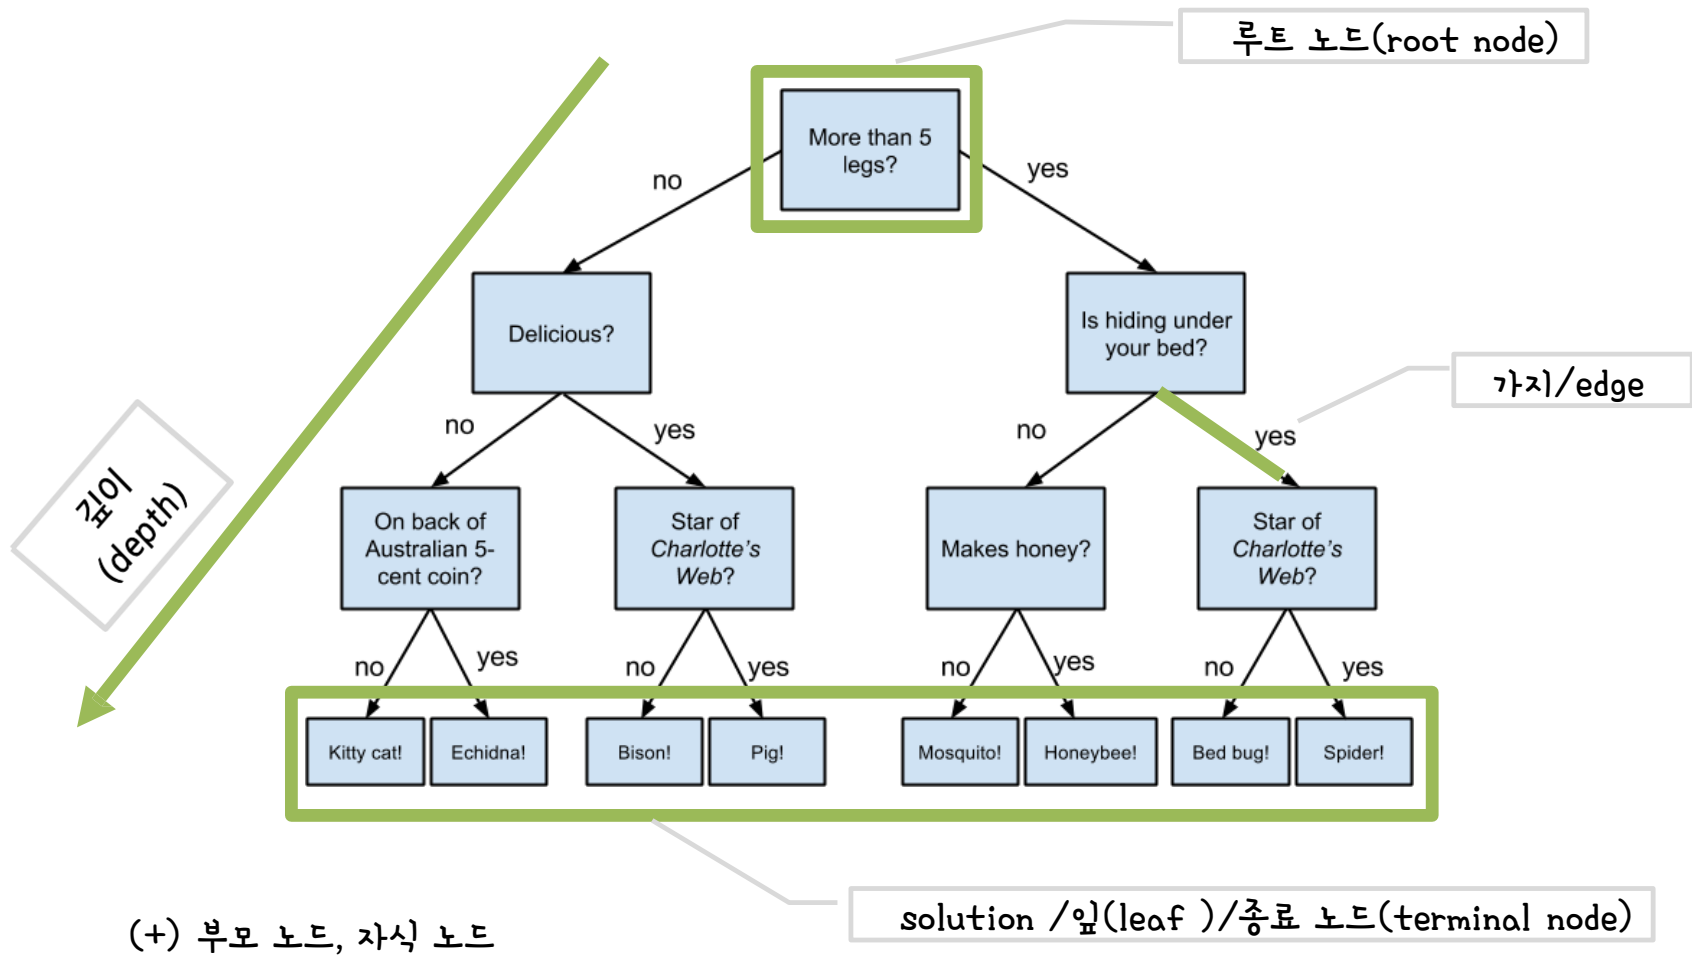 루트 노드(root node)
More than 5
legs?
no
yes
Delicious?
Is hiding under
your bed?
가지/edge
no
yes
no
yes
깊이
(depth)
On back of
Australian 5-
cent coin?
Star of
Charlotte's
Web?
Makes honey?
Star of
Charlotte's
Web?
no
yes
no
yes
no
yes
no
yes
Kitty cat!
Echidna!
Bison!
Pig!
Mosquito!
Honeybee!
Bed bug!
Spider!
solution /잎(leaf )/종료 노드(terminal node)
(+) 부모 노드, 자식 노드